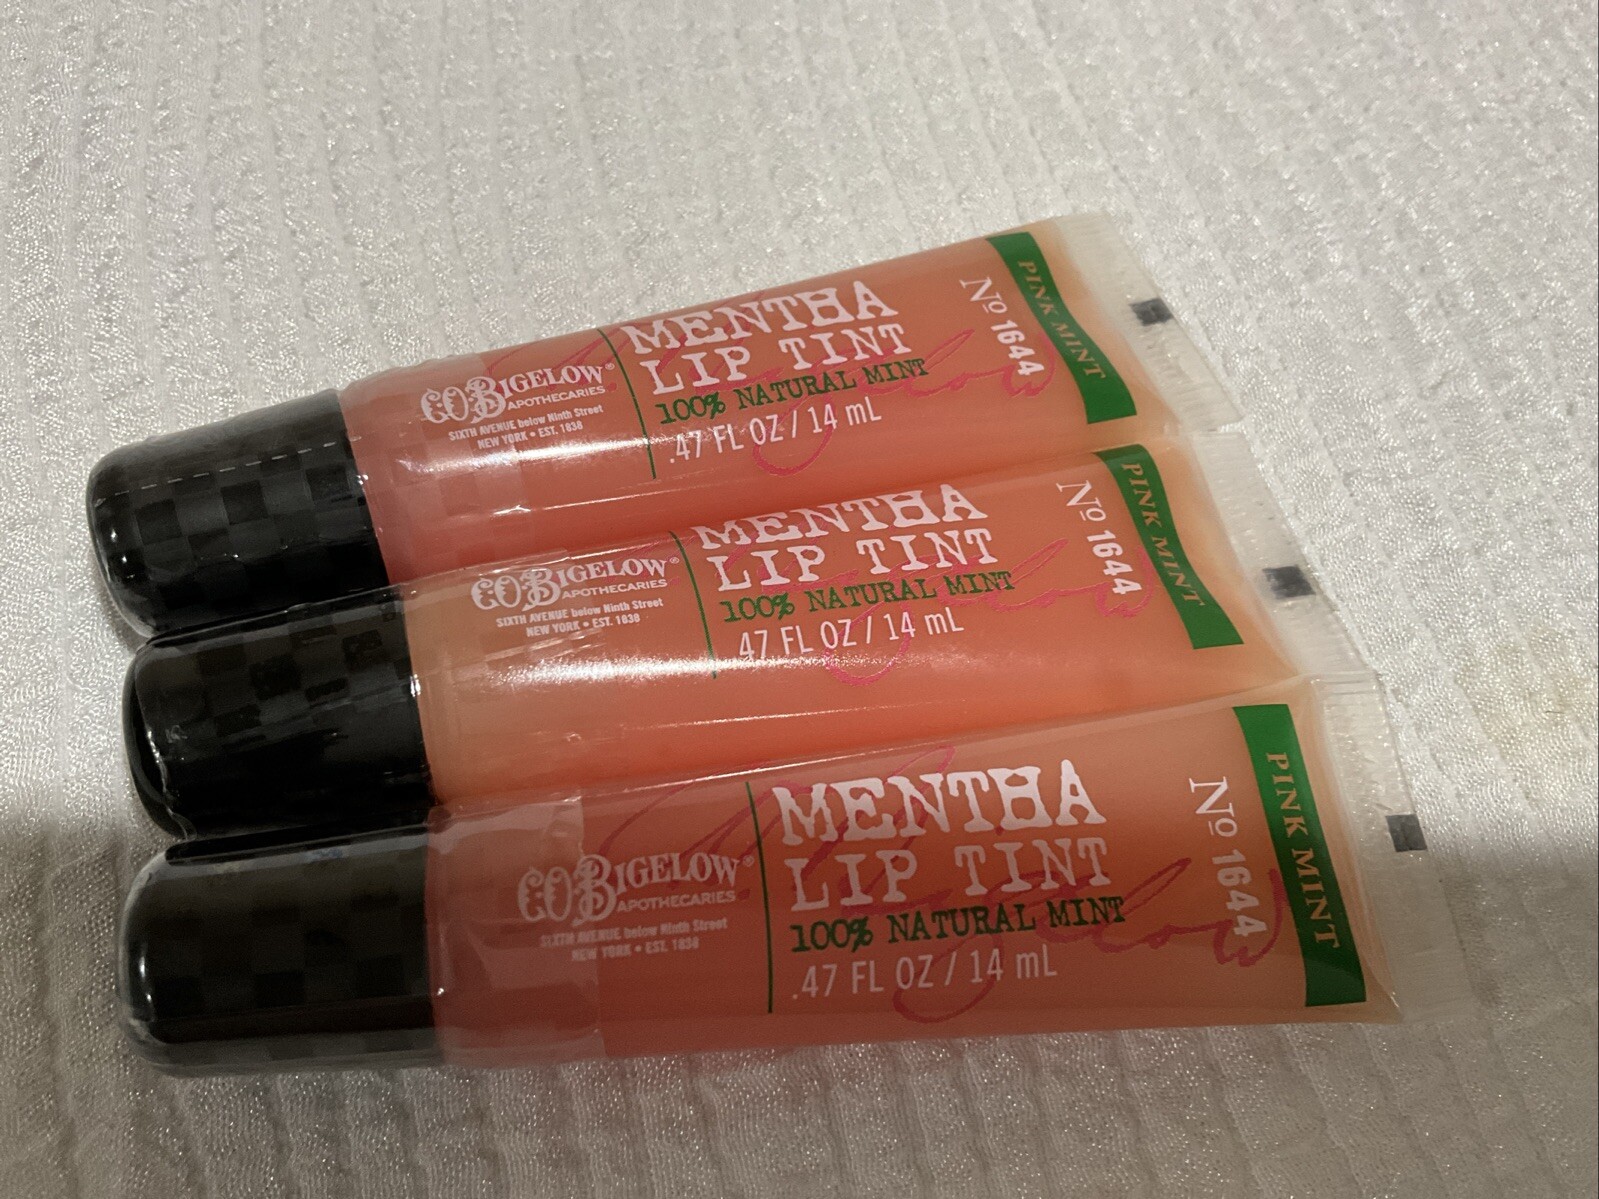 C.O. BIGELOW®
APOTHECARIES
SIXTH AVENUE below Ninth Street
NEW YORK • EST. 1838
MENTHA
LIP TINT
100% NATURAL MINT
.47 FL OZ / 14 mL
Nº 1644
PINK MINT
C.O. BIGELOW®
APOTHECARIES
SIXTH AVENUE below Ninth Street
NEW YORK • EST. 1838
MENTHA
LIP TINT
100% NATURAL MINT
.47 FL OZ / 14 mL
Nº 1644
PINK MINT
C.O. BIGELOW®
APOTHECARIES
SIXTH AVENUE below Ninth Street
NEW YORK • EST. 1838
MENTHA
LIP TINT
100% NATURAL MINT
.47 FL OZ / 14 mL
Nº 1644
PINK MINT